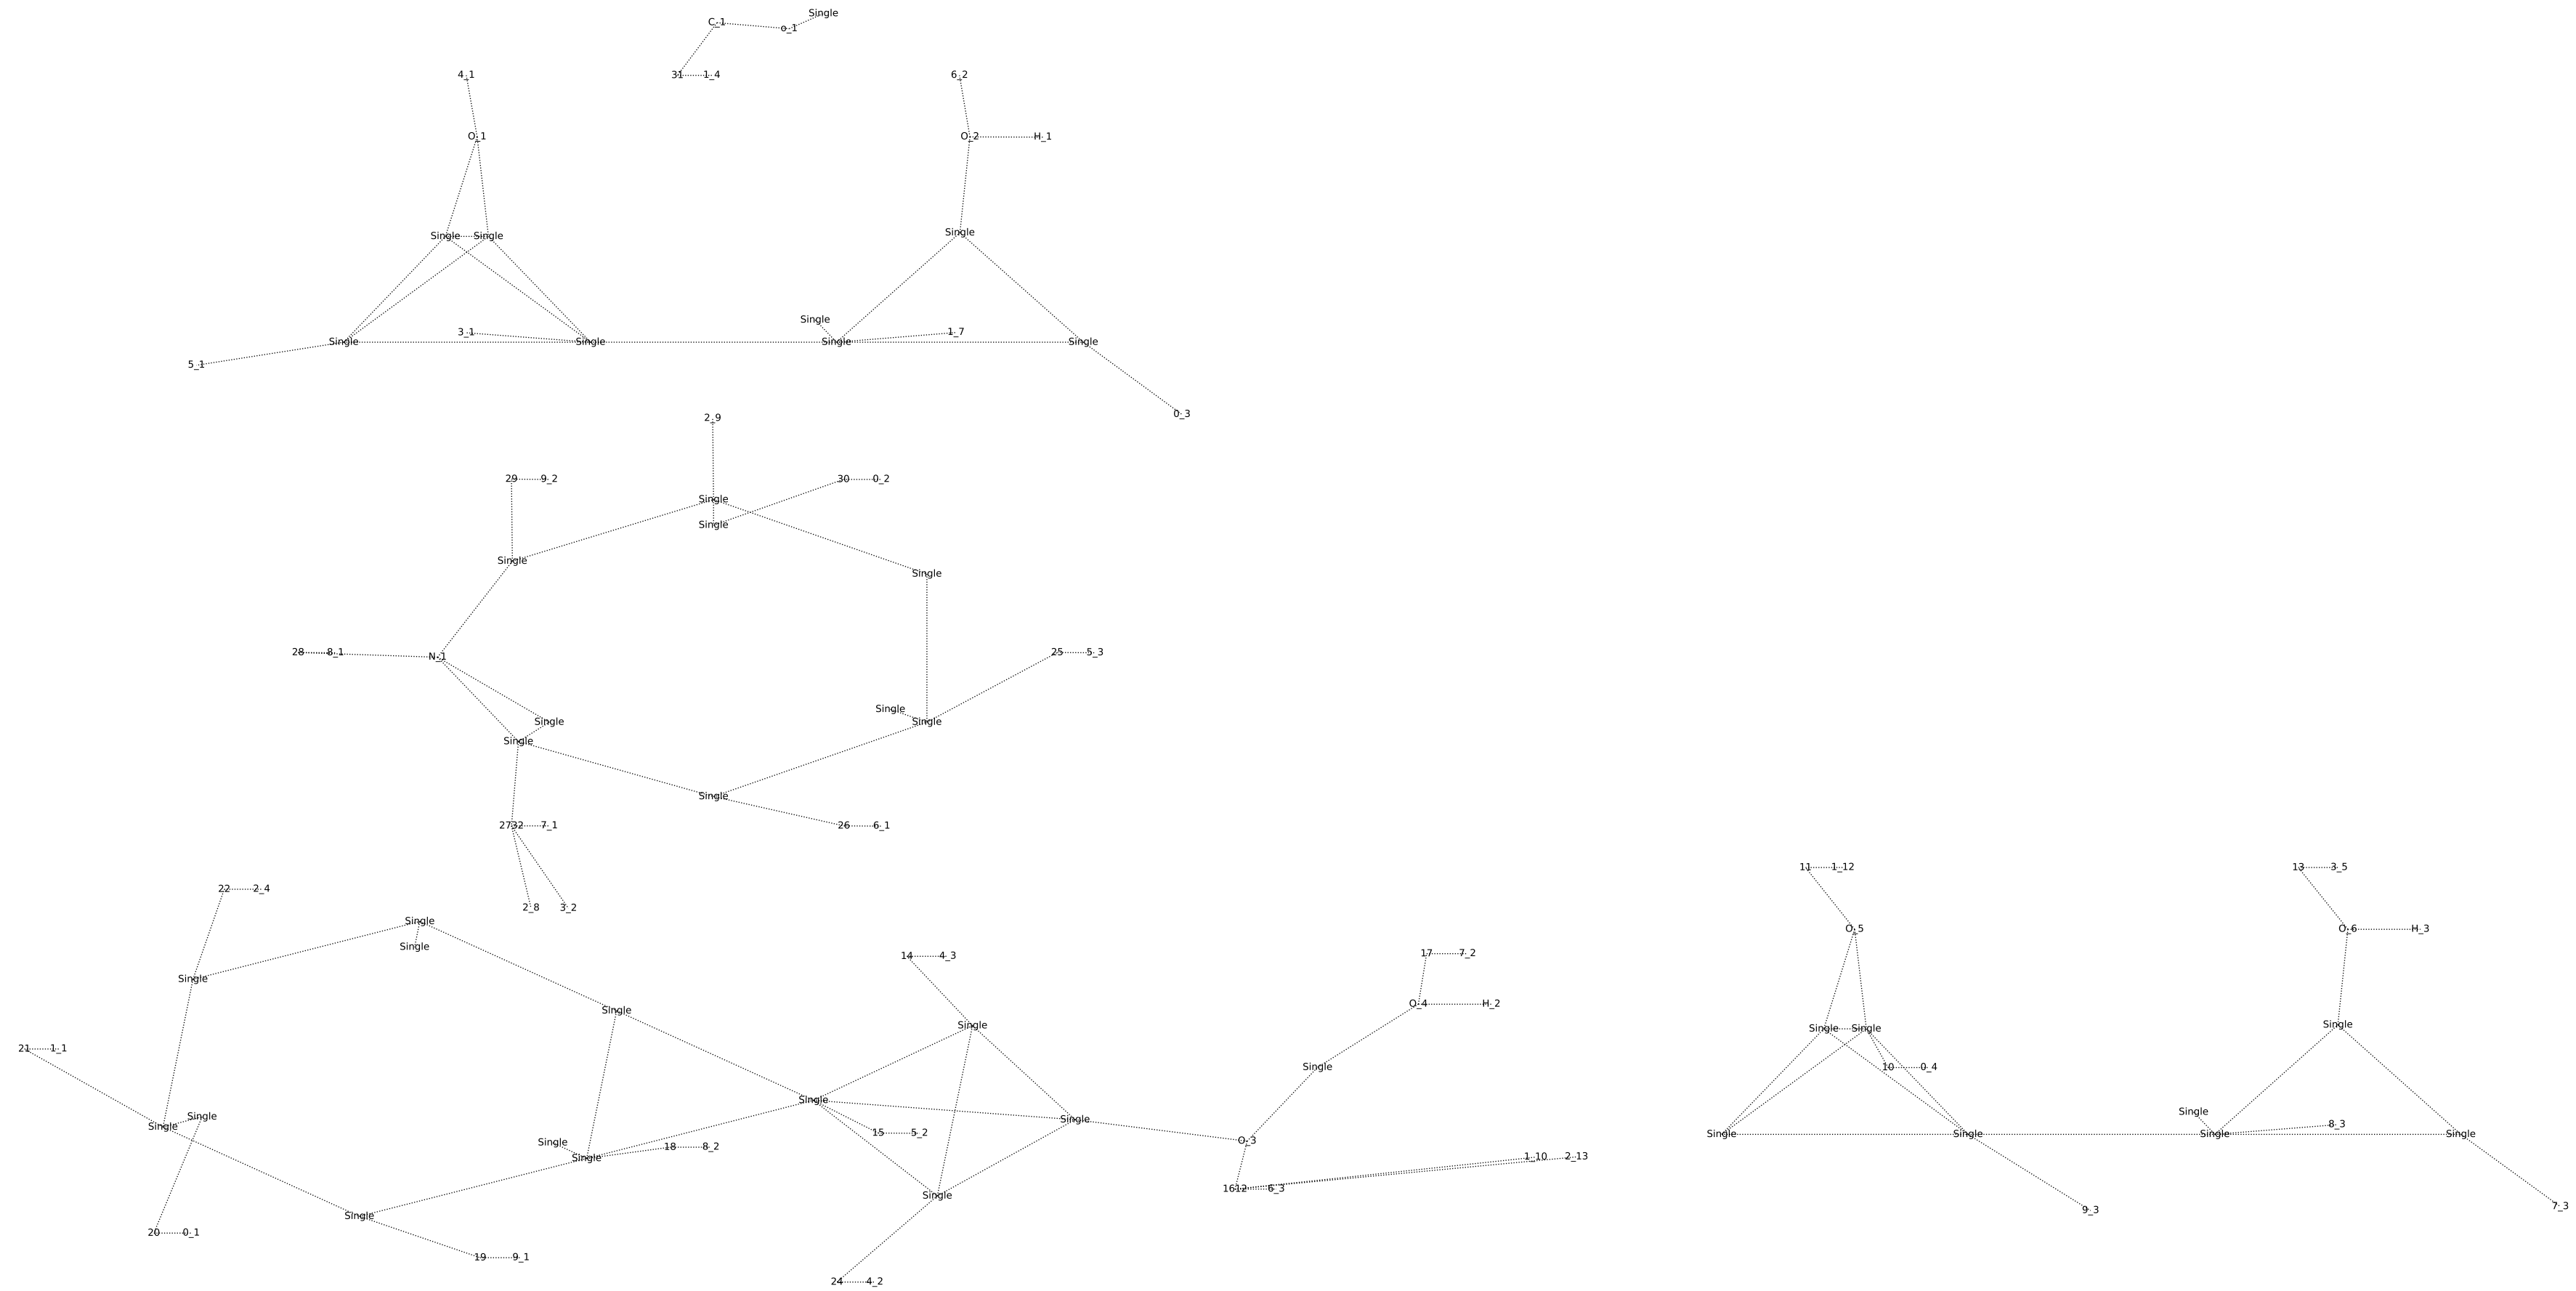 Single
C_1
o_1
4_1
31 1_4
6_2
O_1
O_2 H_1
Single
Single Single
Single
3_1
1_7
Single
Single
Single
Single
5_1
0_3
2_9
29 9_2
30 0_2
Single
Single
Single
Single
28 8_1
25 5_3
N_1
Single
Single
Single
Single
Single
2732 7_1
26 6_1
2_8 3_2
11 1_12
13 3_5
22 2_4
Single
O_5
O_6 H_3
Single
17 7_2
14 4_3
Single
O_4 H_2
Single
Single
Single
Single Single
21 1_1
Single
10 0_4
Single
Single
Single
Single
8_3
Single
15 5_2
Single
Single
Single
Single
O_3
Single
18 8_2
Single
1_10 2_13
1612 6_3
Single
7_3
9_3
Single
20 0_1
19 9_1
24 4_2